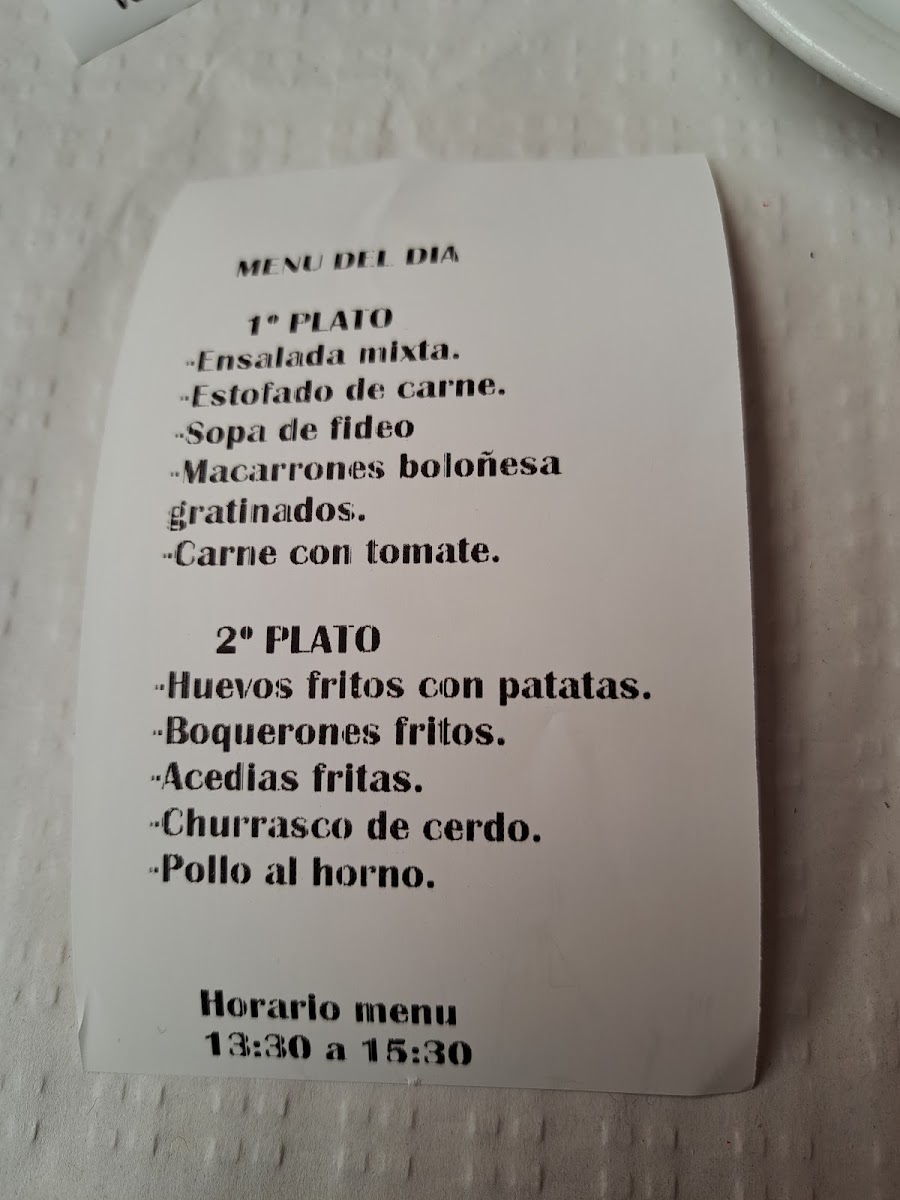 MENU DEL DIA
1º PLATO
-Ensalada mixta.
-Estofado de carne.
-Sopa de fideo
-Macarrones boloñesa
gratinados.
-Carne con tomate.
2º PLATO
-Huevos fritos con patatas.
-Boquerones fritos.
-Acedias fritas.
-Churrasco de cerdo.
-Pollo al horno.
Horario menu
13:30 a 15:30